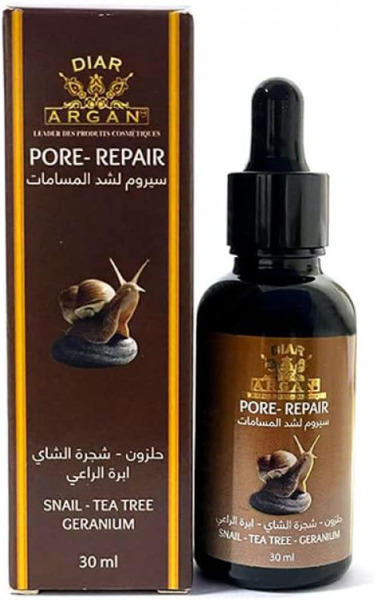 DIAR
ARGAN
LEADER DES PRODUITS COSMÉTIQUES
PORE- REPAIR
سيروم لشد المسامات
حلزون - شجرة الشاي
ابرة الراعي
SNAIL - TEA TREE
GERANIUM
30 ml
DIAR
ARGAN
PORE- REPAIR
سيروم لشد المسامات
حلزون - شجرة الشاي - ابرة الراعي
SNAIL - TEA TREE - GERANIUM
30 ml